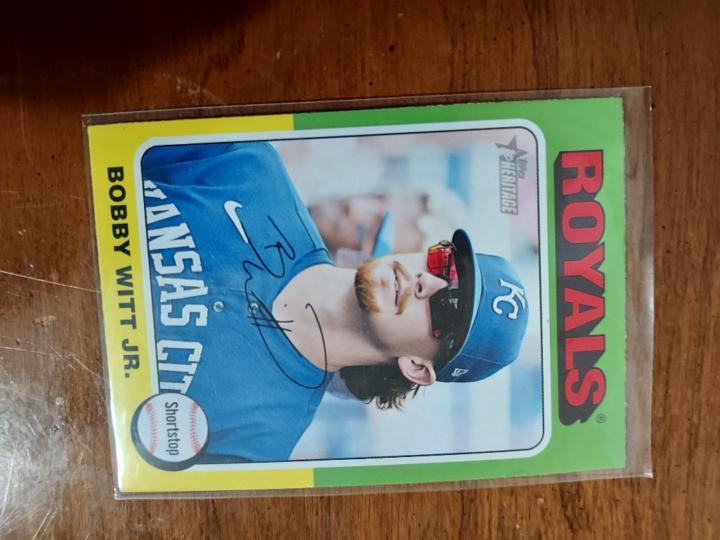 ROYALS®
Topps
HERITAGE
KC
KANSAS CIT
Shortstop
BOBBY WITT JR.